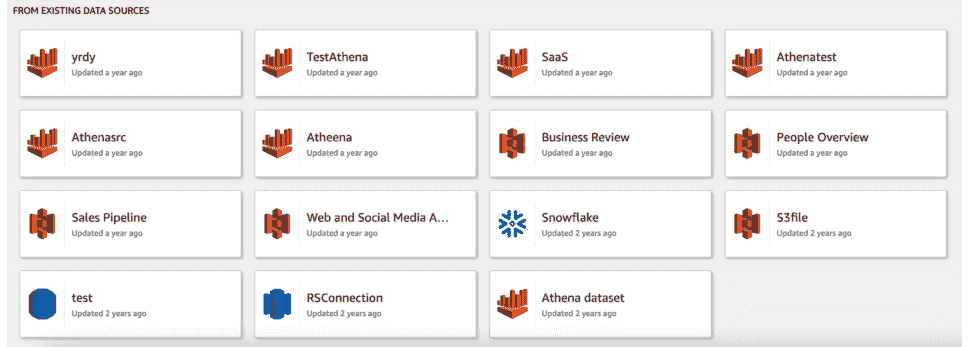 FROM EXISTING DATA SOURCES
yrdy
Updated a year ago
TestAthena
Updated a year ago
SaaS
Updated a year ago
Athenatest
Updated a year ago
Athenasrc
Updated a year ago
Atheena
Updated a year ago
Business Review
Updated a year ago
People Overview
Updated a year ago
Sales Pipeline
Updated a year ago
Web and Social Media A...
Updated a year ago
Snowflake
Updated 2 years ago
S3file
Updated 2 years ago
test
Updated 2 years ago
RSConnection
Updated 2 years ago
Athena dataset
Updated 2 years ago